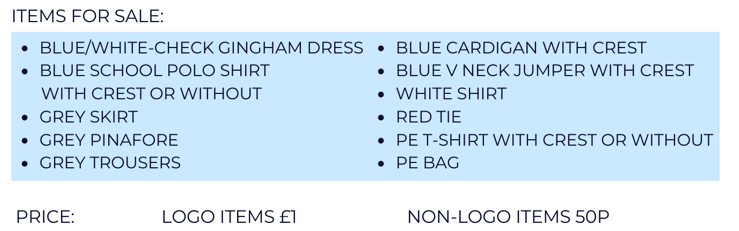 ITEMS FOR SALE:
• BLUE/WHITE-CHECK GINGHAM DRESS
• BLUE SCHOOL POLO SHIRT
WITH CREST OR WITHOUT
• GREY SKIRT
• GREY PINAFORE
• GREY TROUSERS
• BLUE CARDIGAN WITH CREST
• BLUE V NECK JUMPER WITH CREST
• WHITE SHIRT
• RED TIE
• PE T-SHIRT WITH CREST OR WITHOUT
• PE BAG
PRICE: LOGO ITEMS £1 NON-LOGO ITEMS 50P